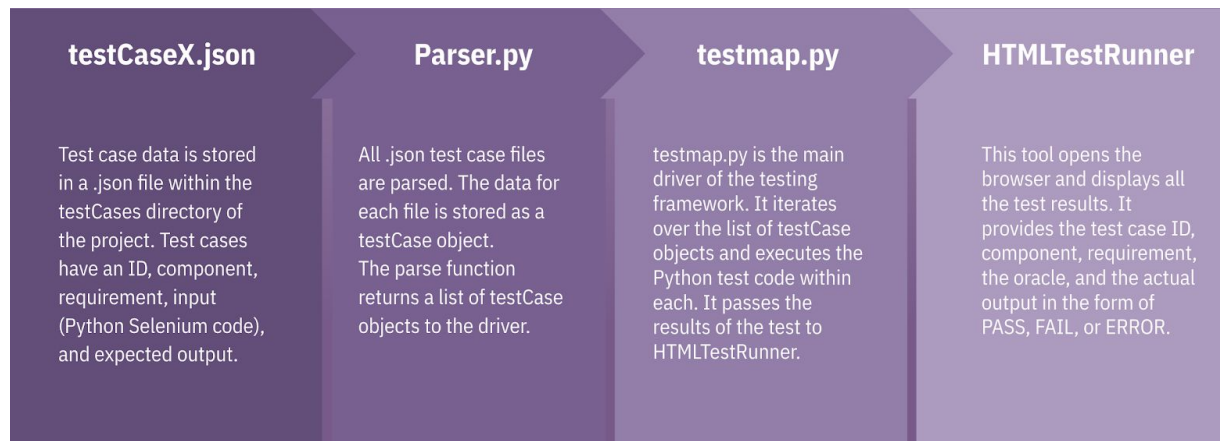 testCaseX.json
Test case data is stored
in a .json file within the
testCases directory of
the project. Test cases
have an ID, component,
requirement, input
(Python Selenium code),
and expected output.
Parser.py
All .json test case files
are parsed. The data for
each file is stored as a
testCase object.
The parse function
returns a list of testCase
objects to the driver.
testmap.py
testmap.py is the main
driver of the testing
framework. It iterates
over the list of testCase
objects and executes the
Python test code within
each. It passes the
results of the test to
HTMLTestRunner.
HTMLTestRunner
This tool opens the
browser and displays all
the test results. It
provides the test case ID,
component, requirement,
the oracle, and the actual
output in the form of
PASS, FAIL, or ERROR.